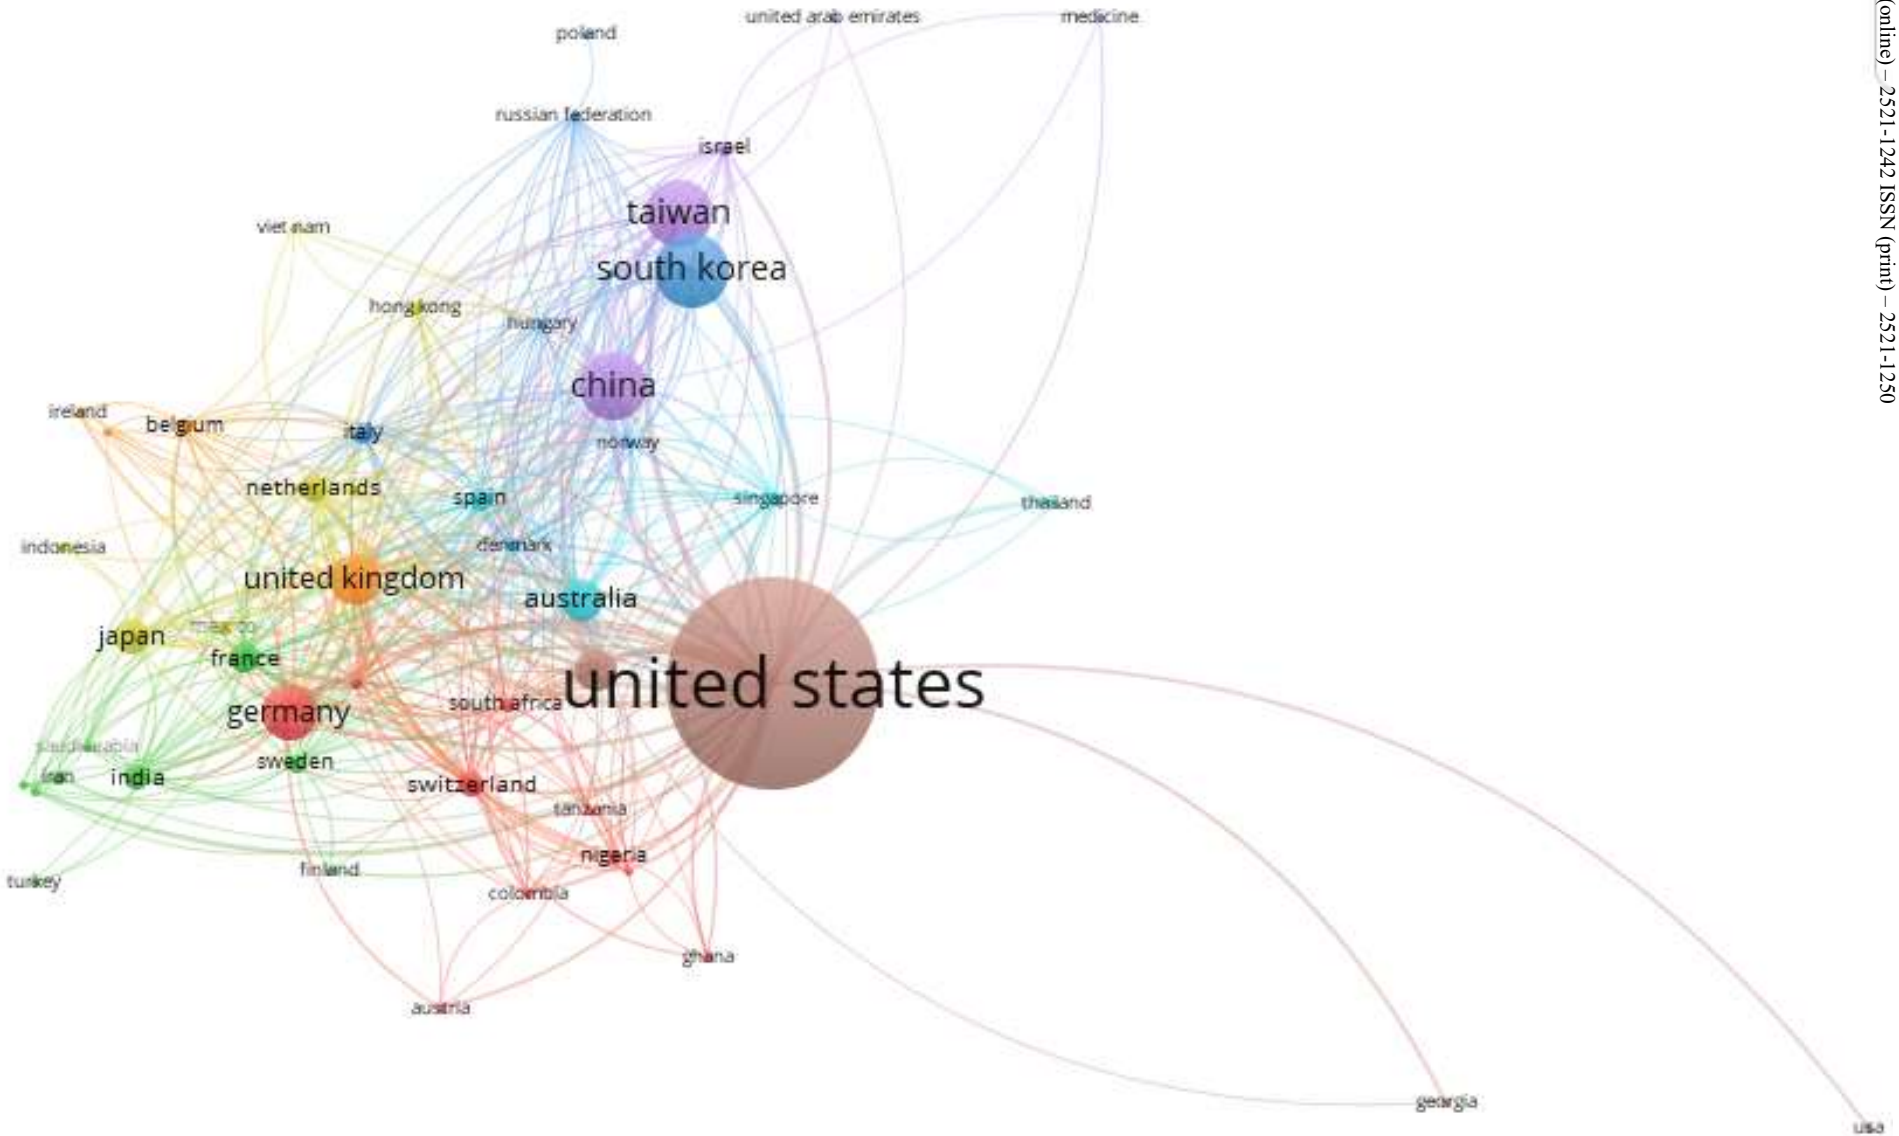 united arab emirates
medicine
poland
russian federation
israel
taiwan
viet nam
south korea
hong kong
hungary
china
ireland
belgium
italy
norway
netherlands
spain
singapore
thailand
indonesia
denmark
united kingdom
australia
japan
france
united states
south africa
germany
saudi arabia
sweden
iran
india
switzerland
tanzania
nigeria
finland
turkey
colombia
ghana
austria
georgia
usa
(online) – 2521-1242 ISSN (print) – 2521-1250